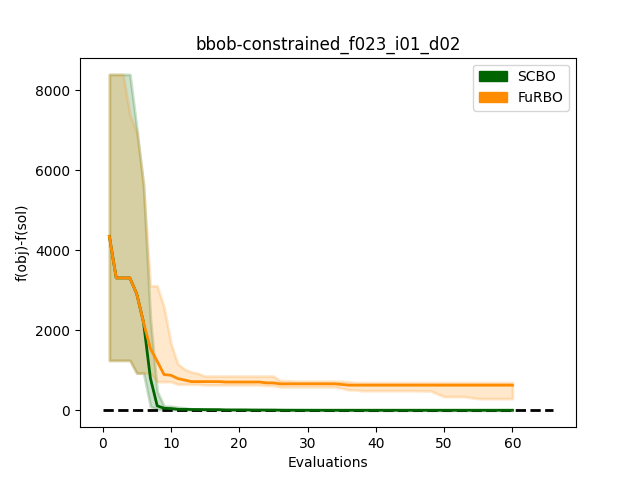 bbob-constrained_f023_i01_d02
SCBO
FuRBO
f(obj)-f(sol)
8000
6000
4000
2000
0
0 10 20 30 40 50 60
Evaluations